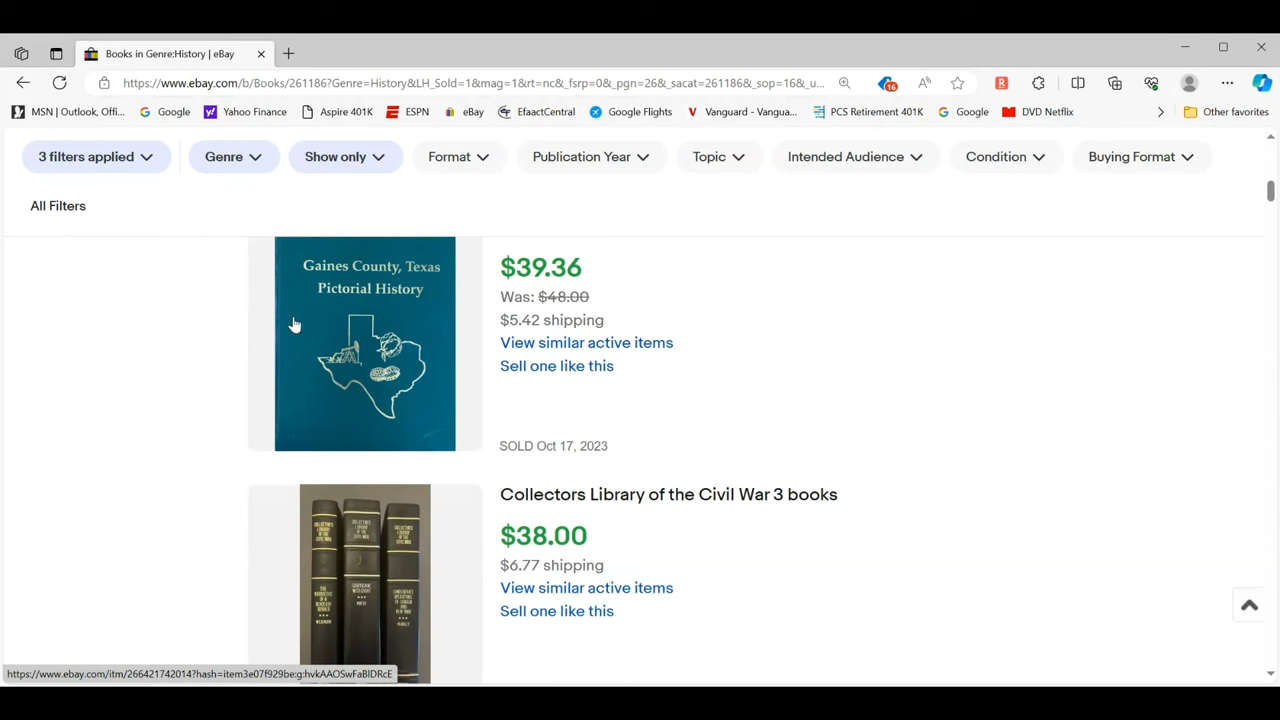 Books in Genre:History | eBay
https://www.ebay.com/b/Books/261186?Genre=History&LH_Sold=1&mag=1&rt=nc&_fsrp=0&_pgn=26&_sacat=261186&_sop=16&_u...
16
MSN | Outlook, Offi...
Google
Yahoo Finance
Aspire 401K
ESPN
eBay
EfaactCentral
Google Flights
Vanguard - Vangua...
PCS Retirement 401K
Google
DVD Netflix
Other favorites
3 filters applied
Genre
Show only
Format
Publication Year
Topic
Intended Audience
Condition
Buying Format
All Filters
Gaines County, Texas
Pictorial History
$39.36
Was: $48.00
$5.42 shipping
View similar active items
Sell one like this
SOLD Oct 17, 2023
Collectors Library of the Civil War 3 books
$38.00
$6.77 shipping
View similar active items
Sell one like this
https://www.ebay.com/itm/266421742014?hash=item3e07f929be:g:hvkAAOSwFaBlDRcE